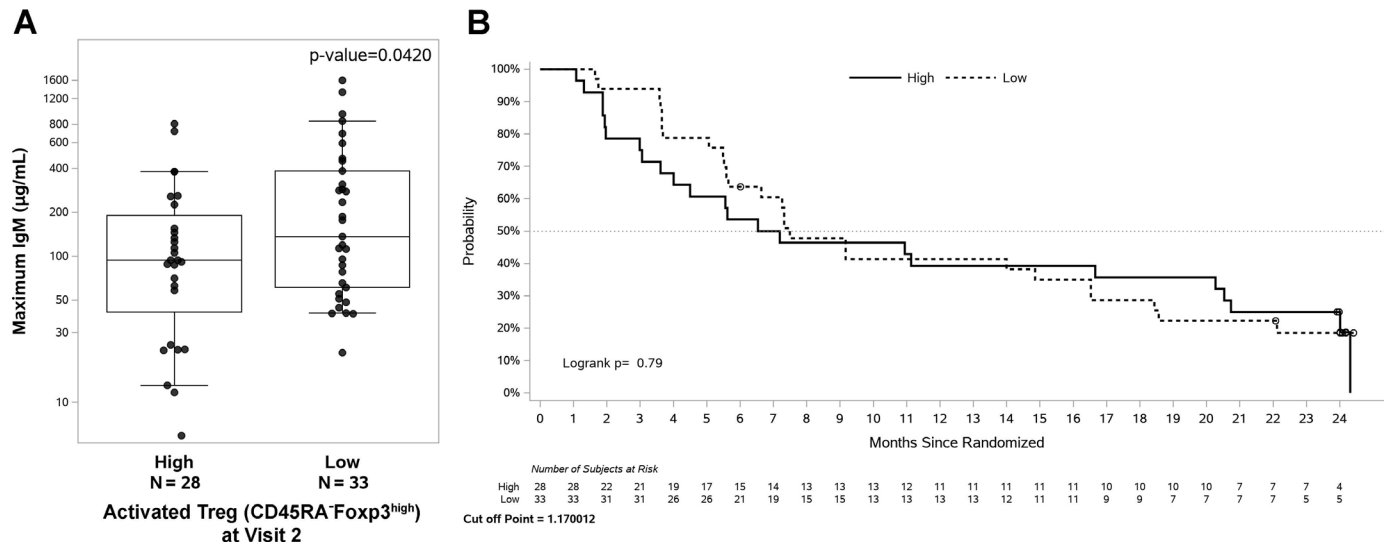 A
p-value=0.0420
Maximum IgM (µg/mL)
1600
1200
800
600
400
200
100
50
30
10
High
N = 28
Low
N = 33
Activated Treg (CD45RA⁻Foxp3ʰⁱᵍʰ)
at Visit 2
B
High Low
Probability
100%
90%
80%
70%
60%
50%
40%
30%
20%
10%
0%
Logrank p= 0.79
0 1 2 3 4 5 6 7 8 9 10 11 12 13 14 15 16 17 18 19 20 21 22 23 24
Months Since Randomized
Number of Subjects at Risk
High 28 28 22 21 19 17 15 14 13 13 13 12 11 11 11 11 11 10 10 10 10 7 7 7 4
Low 33 33 31 31 26 26 21 19 15 15 13 13 13 13 12 11 11 9 9 7 7 7 7 5 5
Cut off Point = 1.170012